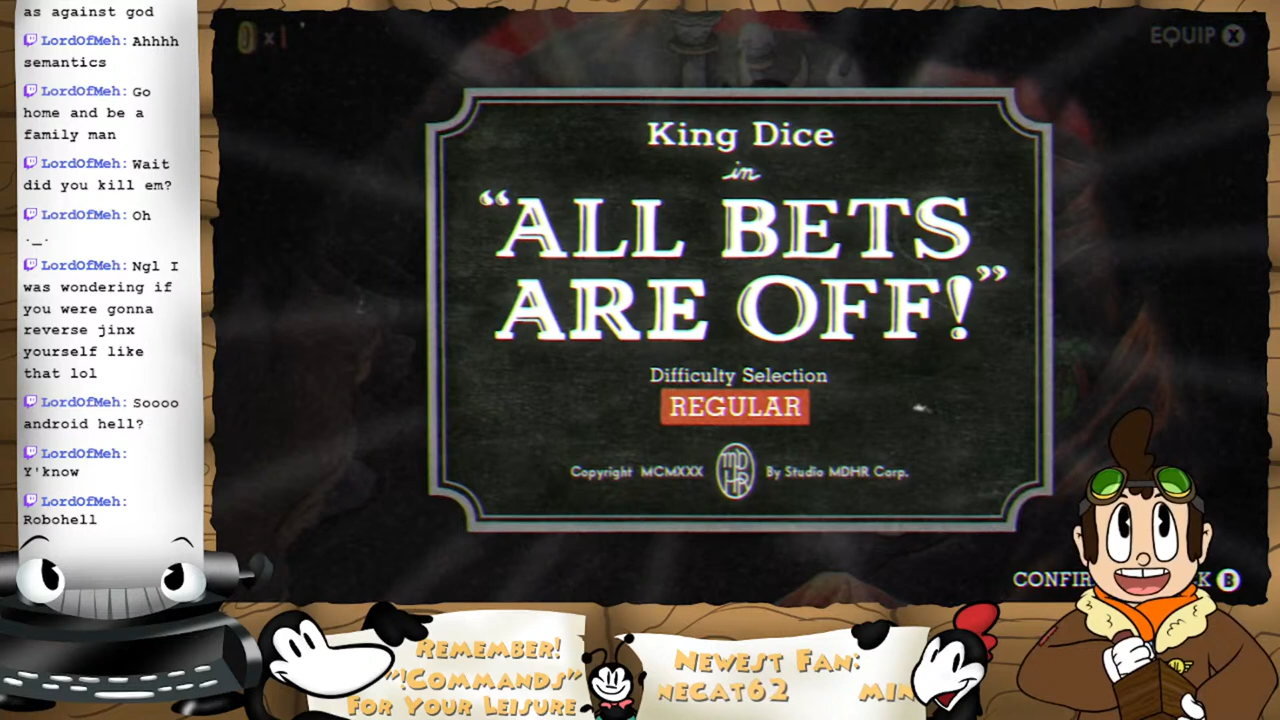 as against god
LordOfMeh: Ahhhh
semantics
LordOfMeh: Go
home and be a
family man
LordOfMeh: Wait
did you kill em?
LordOfMeh: Oh
._.
LordOfMeh: Ngl I
was wondering if
you were gonna
reverse jinx
yourself like
that lol
LordOfMeh: Soooo
android hell?
LordOfMeh:
Y'know
LordOfMeh:
Robohell
x1
EQUIP X
King Dice
in
"ALL BETS
ARE OFF!"
Difficulty Selection
REGULAR
Copyright MCMXXX MDHR By Studio MDHR Corp.
B
REMEMBER!
"!COMMANDS"
FOR YOUR LEISURE
NEWEST FAN:
NECAT62 MIN